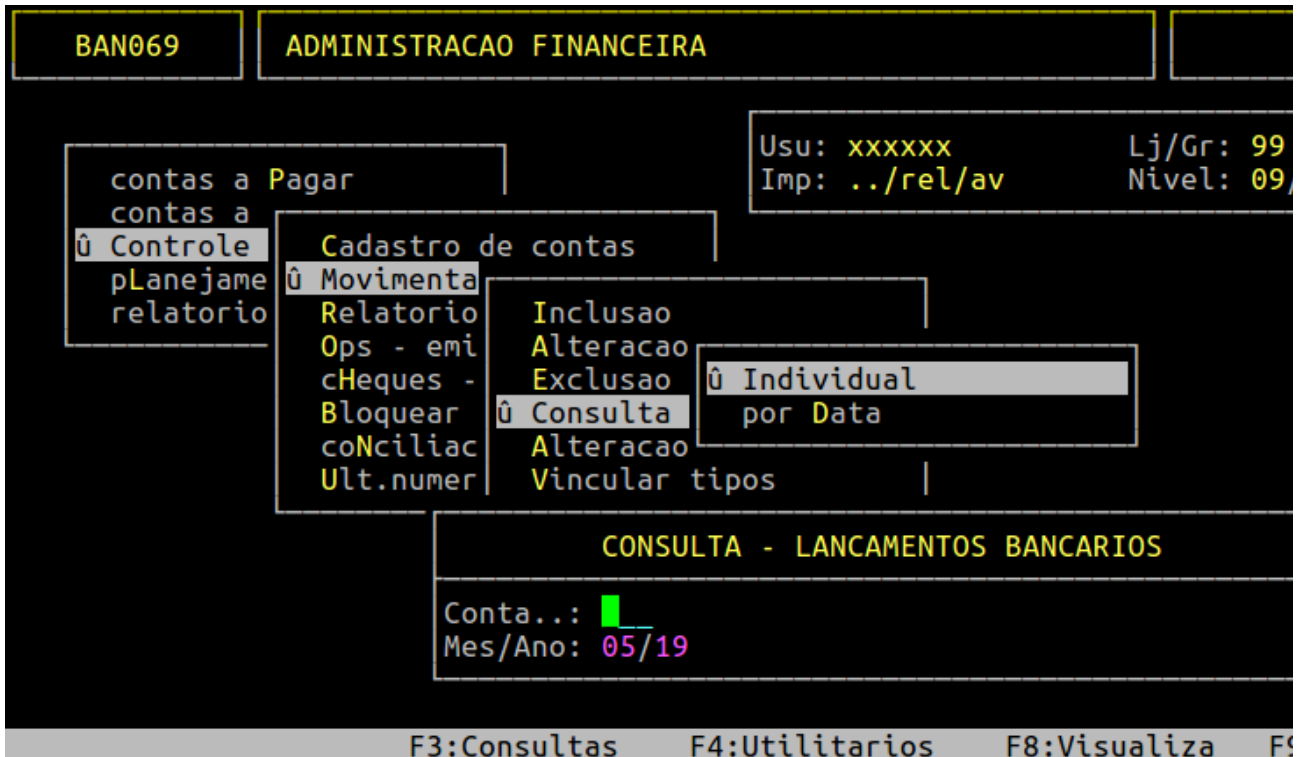 BAN069 ADMINISTRACAO FINANCEIRA
Usu: xxxxxx Lj/Gr: 99
Imp: ../rel/av Nivel: 09/
contas a Pagar
contas a
û Controle
pLanejame
relatorio
Cadastro de contas
û Movimenta
Relatorio
Ops - emi
cHeques -
Bloquear
coNciliac
Ult.numer
Inclusao
Alteracao
Exclusao
û Consulta
Alteracao
Vincular tipos
û Individual
por Data
CONSULTA - LANCAMENTOS BANCARIOS
Conta..: __
Mes/Ano: 05/19
F3:Consultas F4:Utilitarios F8:Visualiza F9